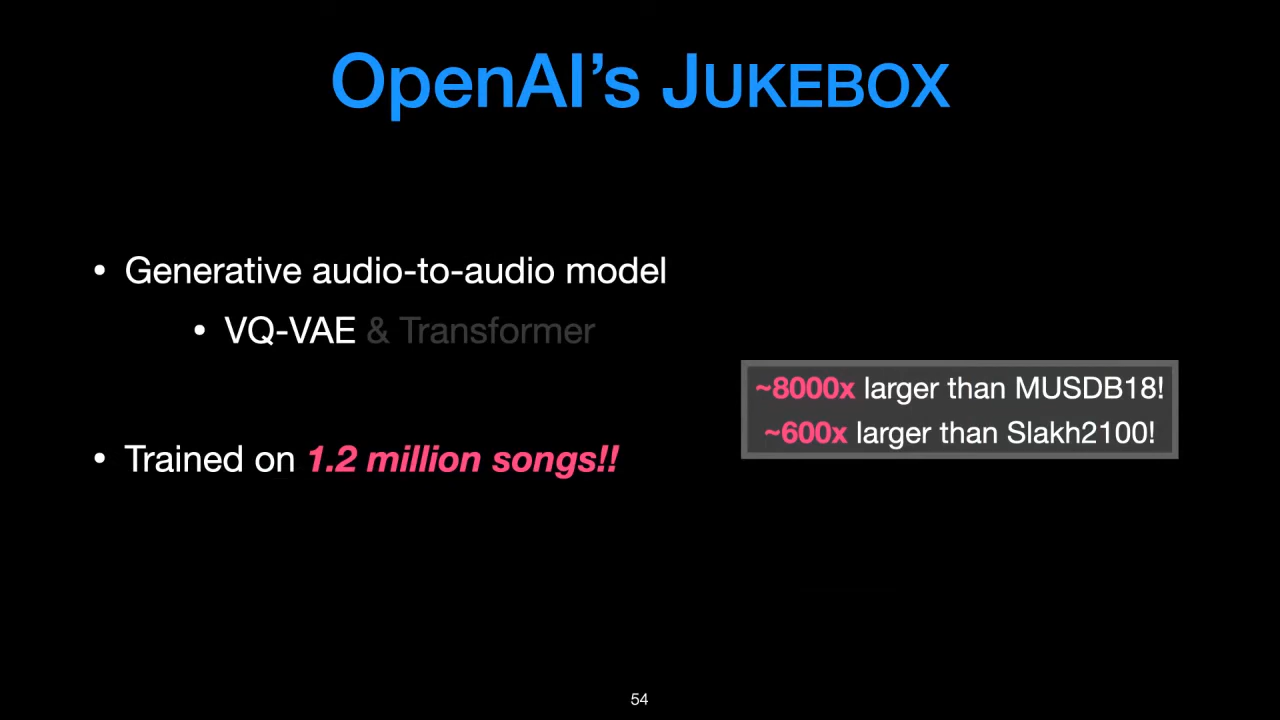 OpenAI’s JUKEBOX
• Generative audio-to-audio model
• VQ-VAE & Transformer
~8000x larger than MUSDB18!
~600x larger than Slakh2100!
• Trained on 1.2 million songs!!
54